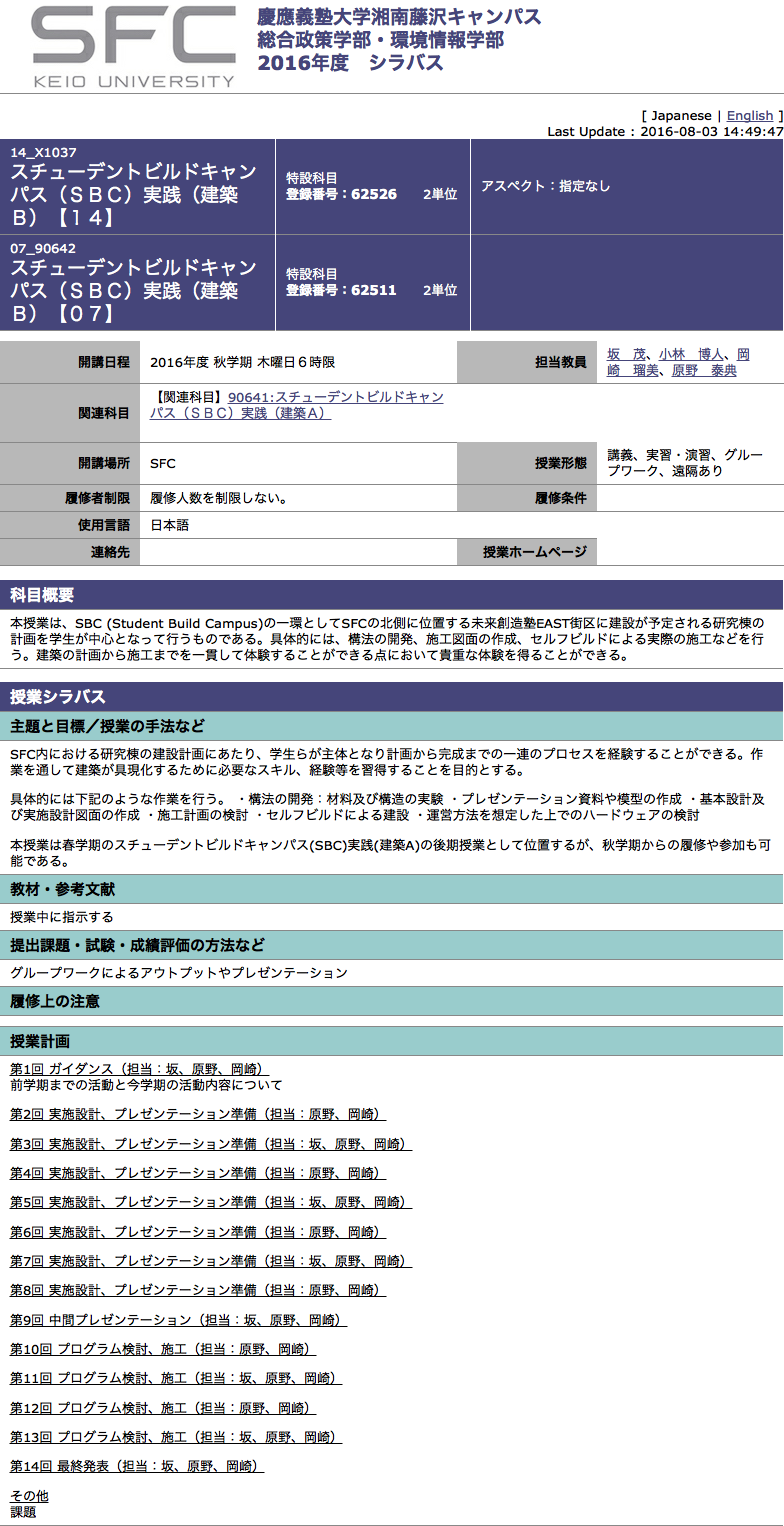 SFC
KEIO UNIVERSITY
慶應義塾大学湘南藤沢キャンパス
総合政策学部・環境情報学部
2016年度　シラバス
[ Japanese | English ]
Last Update : 2016-08-03 14:49:47
14_X1037
スチューデントビルドキャン
パス（ＳＢＣ）実践（建築
Ｂ）【１４】
特設科目
登録番号：62526　　2単位
アスペクト：指定なし
07_90642
スチューデントビルドキャン
パス（ＳＢＣ）実践（建築
Ｂ）【０７】
特設科目
登録番号：62511　　2単位
開講日程
2016年度 秋学期 木曜日６時限
担当教員
坂　茂、小林　博人、岡
崎　瑠美、原野　泰典
関連科目
【関連科目】90641:スチューデントビルドキャン
パス（ＳＢＣ）実践（建築Ａ）
開講場所
SFC
授業形態
講義、実習・演習、グルー
プワーク、遠隔あり
履修者制限
履修人数を制限しない。
履修条件
使用言語
日本語
連絡先
授業ホームページ
科目概要
本授業は、SBC (Student Build Campus)の一環としてSFCの北側に位置する未来創造塾EAST街区に建設が予定される研究棟の
計画を学生が中心となって行うものである。具体的には、構法の開発、施工図面の作成、セルフビルドによる実際の施工などを行
う。建築の計画から施工までを一貫して体験することができる点において貴重な体験を得ることができる。
授業シラバス
主題と目標／授業の手法など
SFC内における研究棟の建設計画にあたり、学生らが主体となり計画から完成までの一連のプロセスを経験することができる。作
業を通して建築が具現化するために必要なスキル、経験等を習得することを目的とする。
具体的には下記のような作業を行う。 ・構法の開発：材料及び構造の実験 ・プレゼンテーション資料や模型の作成 ・基本設計及
び実施設計図面の作成 ・施工計画の検討 ・セルフビルドによる建設 ・運営方法を想定した上でのハードウェアの検討
本授業は春学期のスチューデントビルドキャンパス(SBC)実践(建築A)の後期授業として位置するが、秋学期からの履修や参加も可
能である。
教材・参考文献
授業中に指示する
提出課題・試験・成績評価の方法など
グループワークによるアウトプットやプレゼンテーション
履修上の注意
授業計画
第1回 ガイダンス（担当：坂、原野、岡崎）
前学期までの活動と今学期の活動内容について
第2回 実施設計、プレゼンテーション準備（担当：原野、岡崎）
第3回 実施設計、プレゼンテーション準備（担当：坂、原野、岡崎）
第4回 実施設計、プレゼンテーション準備（担当：原野、岡崎）
第5回 実施設計、プレゼンテーション準備（担当：坂、原野、岡崎）
第6回 実施設計、プレゼンテーション準備（担当：原野、岡崎）
第7回 実施設計、プレゼンテーション準備（担当：坂、原野、岡崎）
第8回 実施設計、プレゼンテーション準備（担当：原野、岡崎）
第9回 中間プレゼンテーション（担当：坂、原野、岡崎）
第10回 プログラム検討、施工（担当：原野、岡崎）
第11回 プログラム検討、施工（担当：坂、原野、岡崎）
第12回 プログラム検討、施工（担当：原野、岡崎）
第13回 プログラム検討、施工（担当：坂、原野、岡崎）
第14回 最終発表（担当：坂、原野、岡崎）
その他
課題